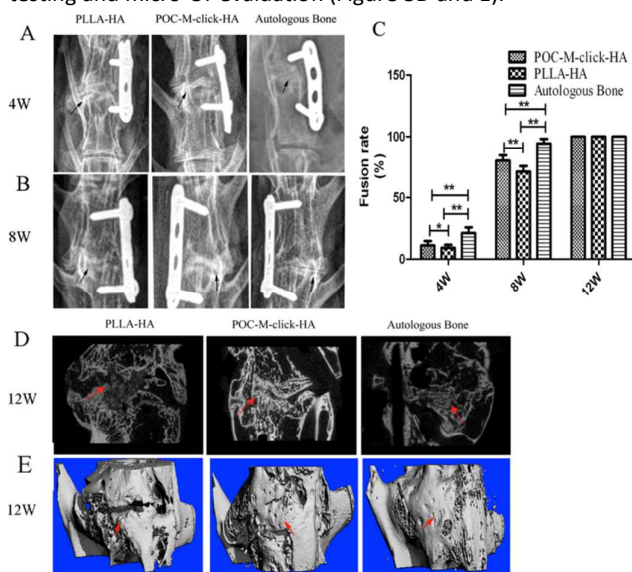 testing and micro-CT evaluation (Figure 3D and E).
PLLA-HA POC-M-click-HA Autologous Bone
A
4W
B
8W
C
POC-M-click-HA
PLLA-HA
Autologous Bone
Fusion rate
(%)
150
100
50
0
** ** ** * ** ** **
4W 8W 12W
PLLA-HA POC-M-click-HA Autologous Bone
D
12W
E
12W